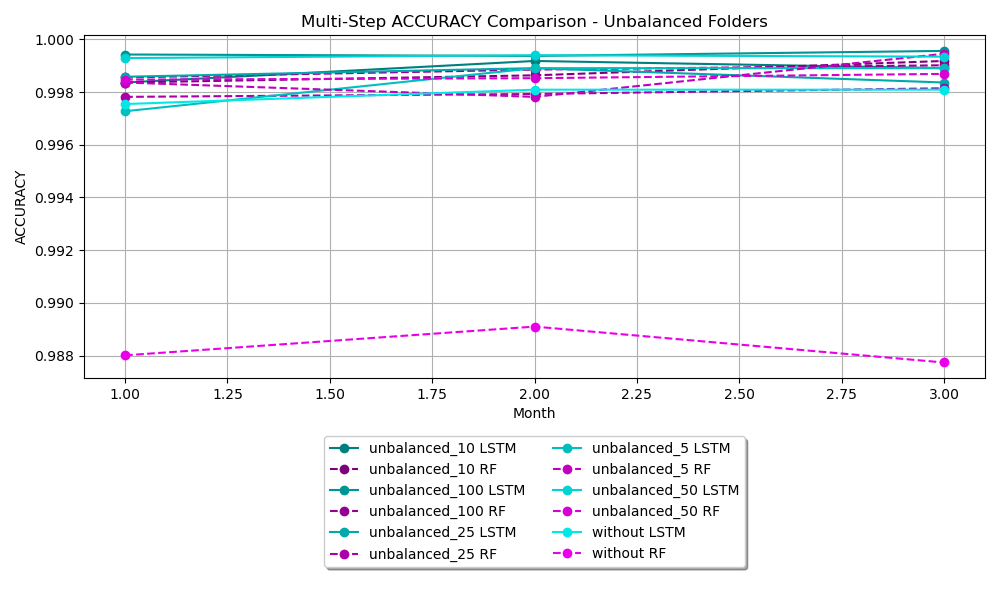 Multi-Step ACCURACY Comparison - Unbalanced Folders
1.000
0.998
0.996
0.994
0.992
0.990
0.988
ACCURACY
1.00 1.25 1.50 1.75 2.00 2.25 2.50 2.75 3.00
Month
unbalanced_10 LSTM
unbalanced_10 RF
unbalanced_100 LSTM
unbalanced_100 RF
unbalanced_25 LSTM
unbalanced_25 RF
unbalanced_5 LSTM
unbalanced_5 RF
unbalanced_50 LSTM
unbalanced_50 RF
without LSTM
without RF